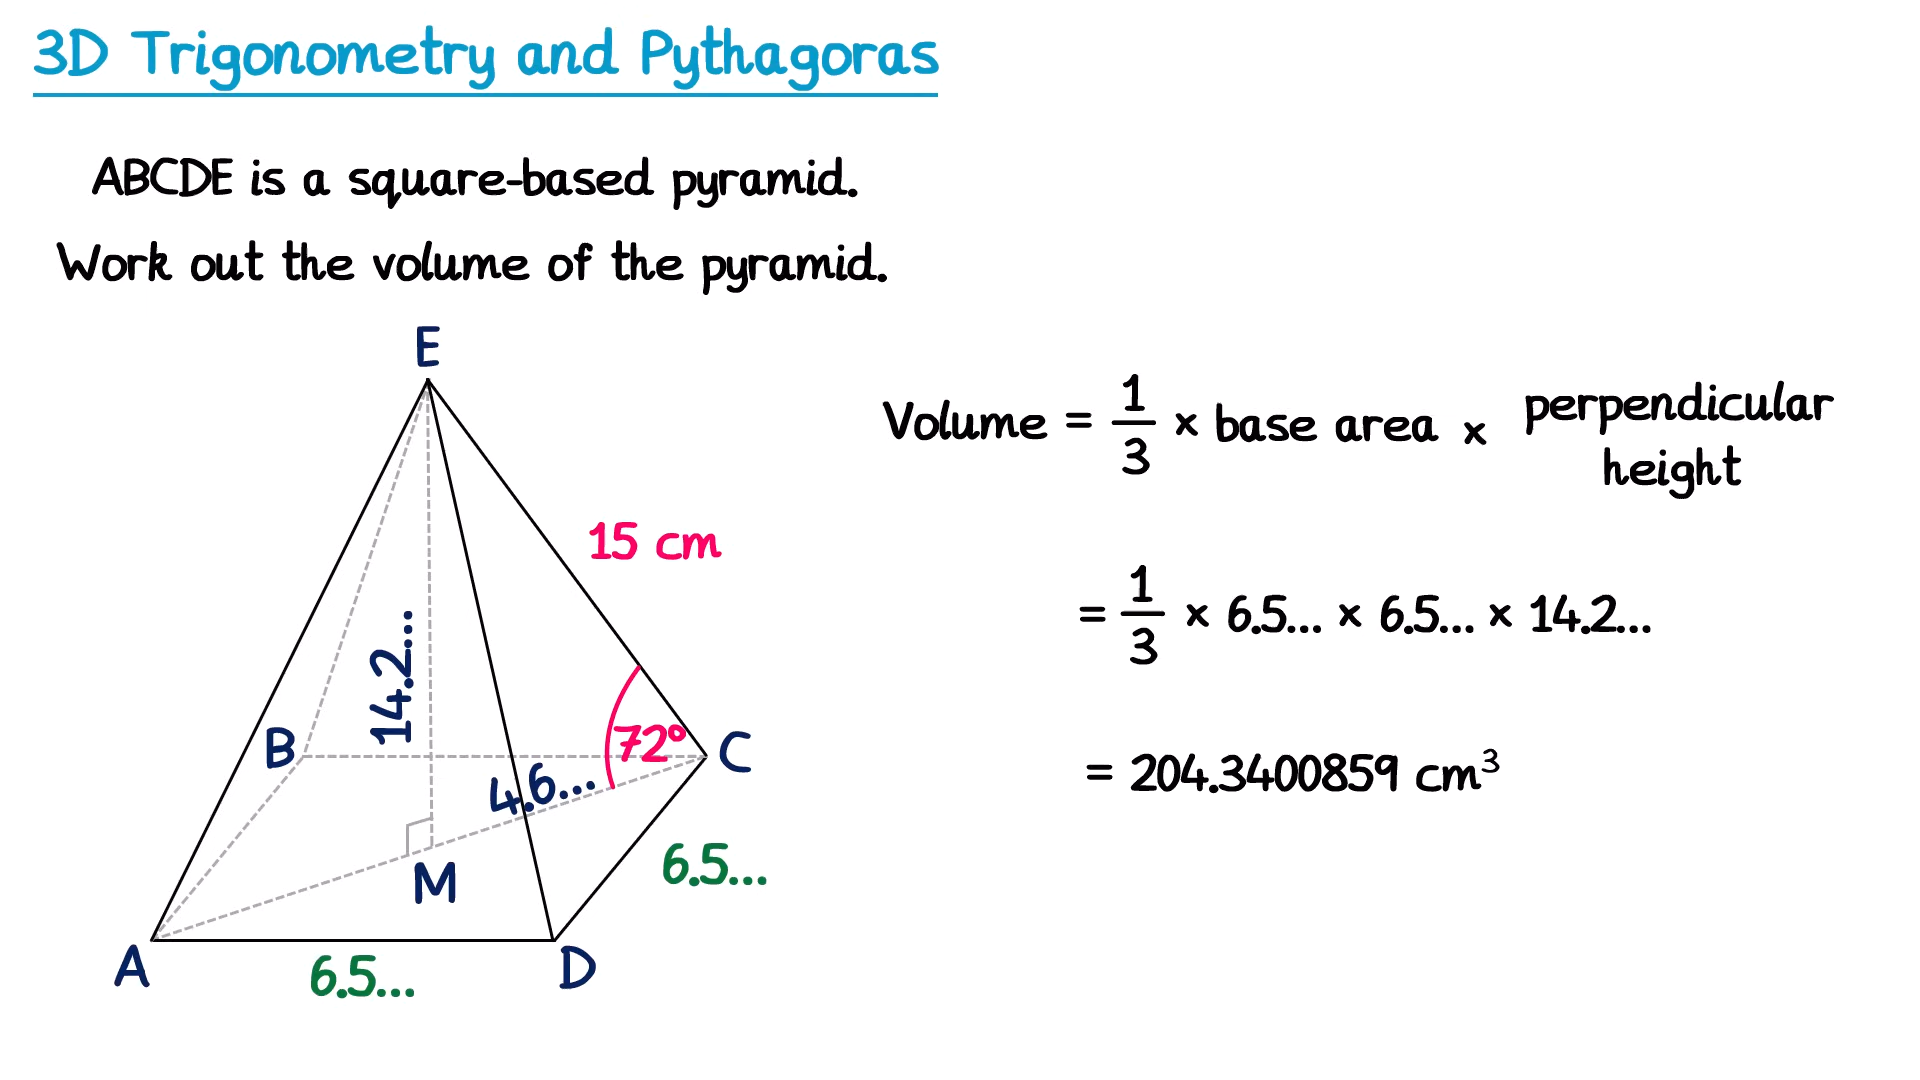 3D Trigonometry and Pythagoras
ABCDE is a square-based pyramid.
Work out the volume of the pyramid.
E
15 cm
14.2...
B
72°
C
4.6...
M
6.5...
A
6.5...
D
Volume = 1/3 × base area × perpendicular height
= 1/3 × 6.5... × 6.5... × 14.2...
= 204.3400859 cm³